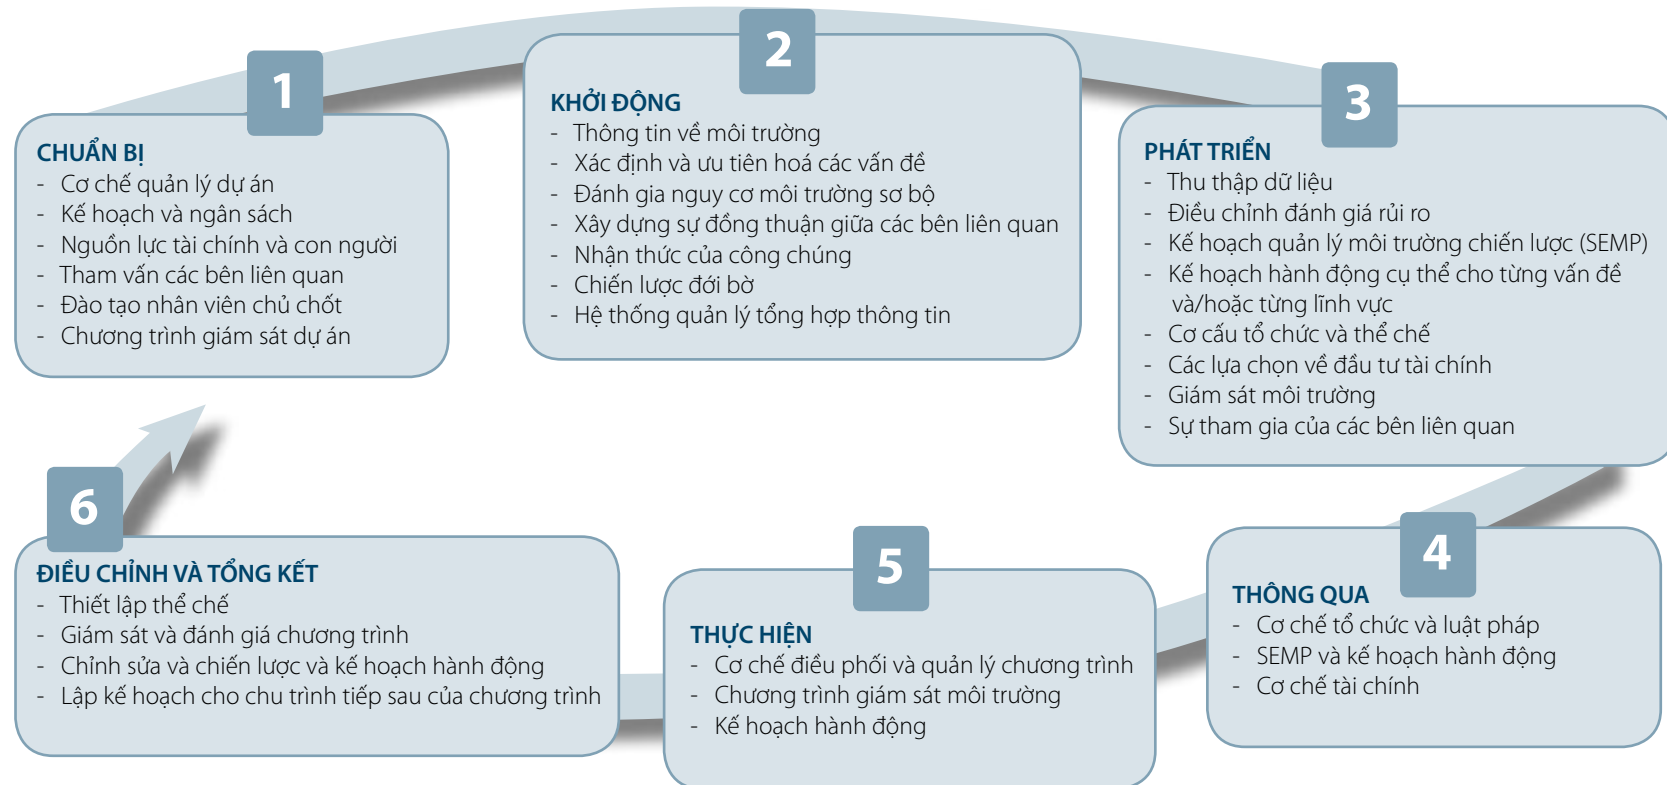 1
CHUẨN BỊ
- Cơ chế quản lý dự án
- Kế hoạch và ngân sách
- Nguồn lực tài chính và con người
- Tham vấn các bên liên quan
- Đào tạo nhân viên chủ chốt
- Chương trình giám sát dự án
2
KHỞI ĐỘNG
- Thông tin về môi trường
- Xác định và ưu tiên hoá các vấn đề
- Đánh gia nguy cơ môi trường sơ bộ
- Xây dựng sự đồng thuận giữa các bên liên quan
- Nhận thức của công chúng
- Chiến lược đới bờ
- Hệ thống quản lý tổng hợp thông tin
3
PHÁT TRIỂN
- Thu thập dữ liệu
- Điều chỉnh đánh giá rủi ro
- Kế hoạch quản lý môi trường chiến lược (SEMP)
- Kế hoạch hành động cụ thể cho từng vấn đề
và/hoặc từng lĩnh vực
- Cơ cấu tổ chức và thể chế
- Các lựa chọn về đầu tư tài chính
- Giám sát môi trường
- Sự tham gia của các bên liên quan
4
THÔNG QUA
- Cơ chế tổ chức và luật pháp
- SEMP và kế hoạch hành động
- Cơ chế tài chính
5
THỰC HIỆN
- Cơ chế điều phối và quản lý chương trình
- Chương trình giám sát môi trường
- Kế hoạch hành động
6
ĐIỀU CHỈNH VÀ TỔNG KẾT
- Thiết lập thể chế
- Giám sát và đánh giá chương trình
- Chỉnh sửa và chiến lược và kế hoạch hành động
- Lập kế hoạch cho chu trình tiếp sau của chương trình